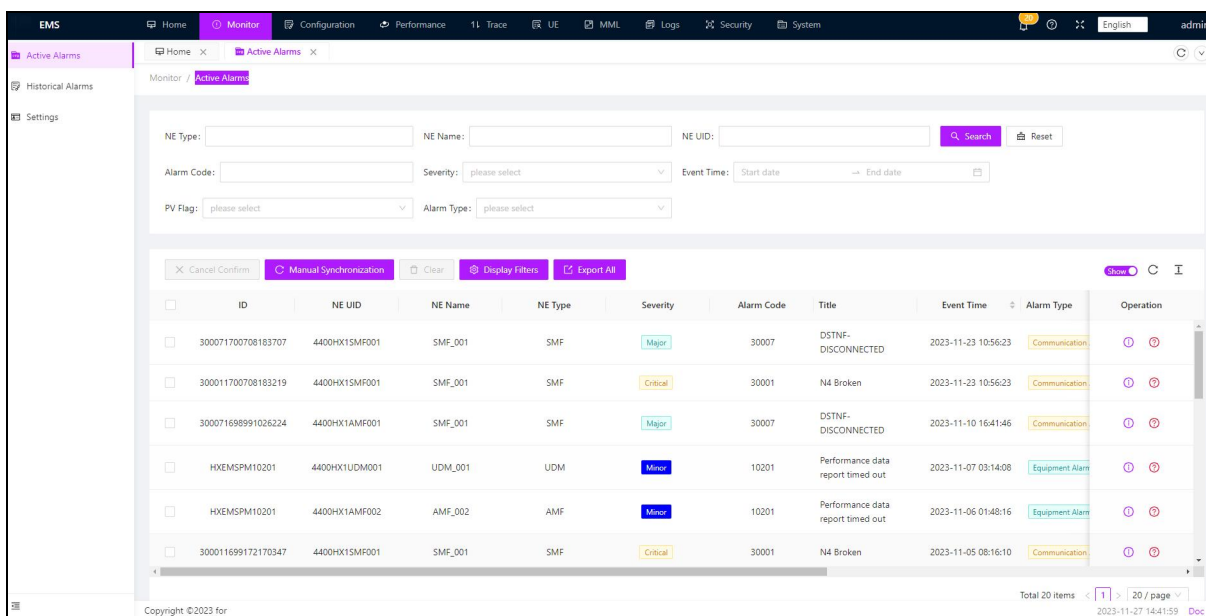 EMS Home Monitor Configuration Performance Trace UE MML Logs Security System 20 English admin
Active Alarms
Historical Alarms
Settings
Home Active Alarms
Monitor / Active Alarms
NE Type: NE Name: NE UID: Search Reset
Alarm Code: Severity: please select Event Time: Start date End date
PV Flag: please select Alarm Type: please select
Cancel Confirm Manual Synchronization Clear Display Filters Export All Show
ID NE UID NE Name NE Type Severity Alarm Code Title Event Time Alarm Type Operation
300071700708183707 4400HX1SMF001 SMF_001 SMF Major 30007 DSTNF-DISCONNECTED 2023-11-23 10:56:23 Communication
300011700708183219 4400HX1SMF001 SMF_001 SMF Critical 30001 N4 Broken 2023-11-23 10:56:23 Communication
300071698991026224 4400HX1AMF001 SMF_001 SMF Major 30007 DSTNF-DISCONNECTED 2023-11-10 16:41:46 Communication
HXEMSPM10201 4400HX1UDM001 UDM_001 UDM Minor 10201 Performance data report timed out 2023-11-07 03:14:08 Equipment Alarm
HXEMSPM10201 4400HX1AMF002 AMF_002 AMF Minor 10201 Performance data report timed out 2023-11-06 01:48:16 Equipment Alarm
300011699172170347 4400HX1SMF001 SMF_001 SMF Critical 30001 N4 Broken 2023-11-05 08:16:10 Communication
Total 20 items < 1 > 20 / page
Copyright ©2023 for 2023-11-27 14:41:59 Doc